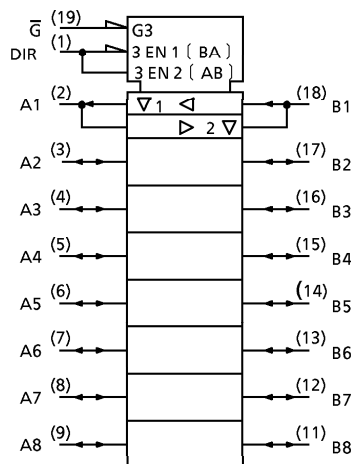 G̅ (19) G3
DIR (1) 3 EN 1 ( BA )
3 EN 2 ( AB )
A1 (2) ▽ 1 ◁ (18) B1
▷ 2 ▽
A2 (3) (17) B2
A3 (4) (16) B3
A4 (5) (15) B4
A5 (6) (14) B5
A6 (7) (13) B6
A7 (8) (12) B7
A8 (9) (11) B8